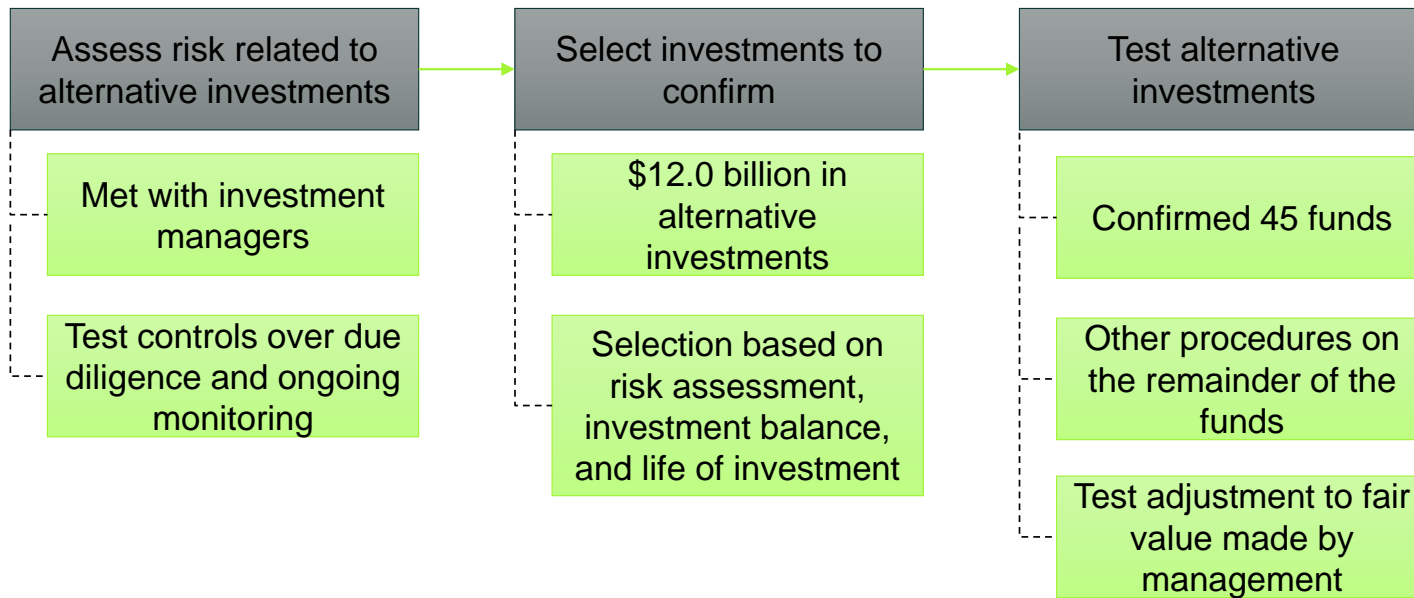 Assess risk related to
alternative investments
Met with investment
managers
Test controls over due
diligence and ongoing
monitoring
Select investments to
confirm
$12.0 billion in
alternative
investments
Selection based on
risk assessment,
investment balance,
and life of investment
Test alternative
investments
Confirmed 45 funds
Other procedures on
the remainder of the
funds
Test adjustment to fair
value made by
management